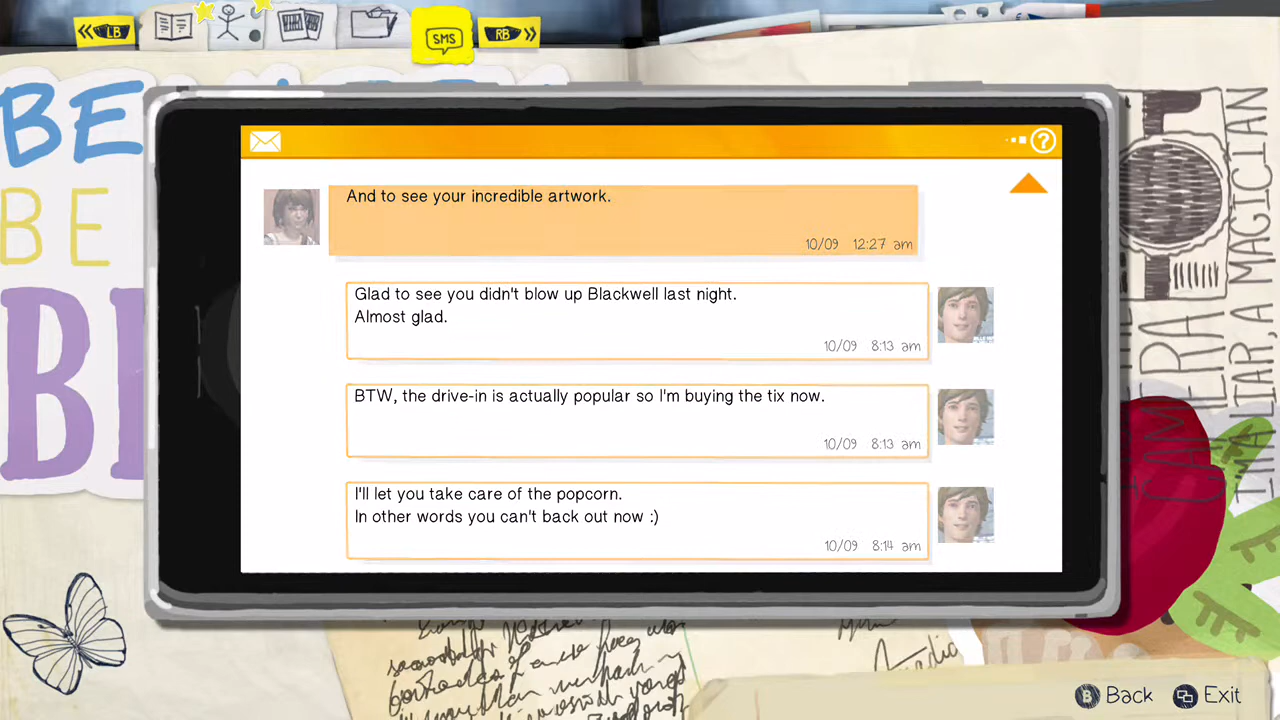 LB
SMS
RB
BE
BE
And to see your incredible artwork.
10/09 12:27 am
Glad to see you didn't blow up Blackwell last night.
Almost glad.
10/09 8:13 am
BTW, the drive-in is actually popular so I'm buying the tix now.
10/09 8:13 am
I'll let you take care of the popcorn.
In other words you can't back out now :)
10/09 8:14 am
A MAGICIAN
B Back
Exit